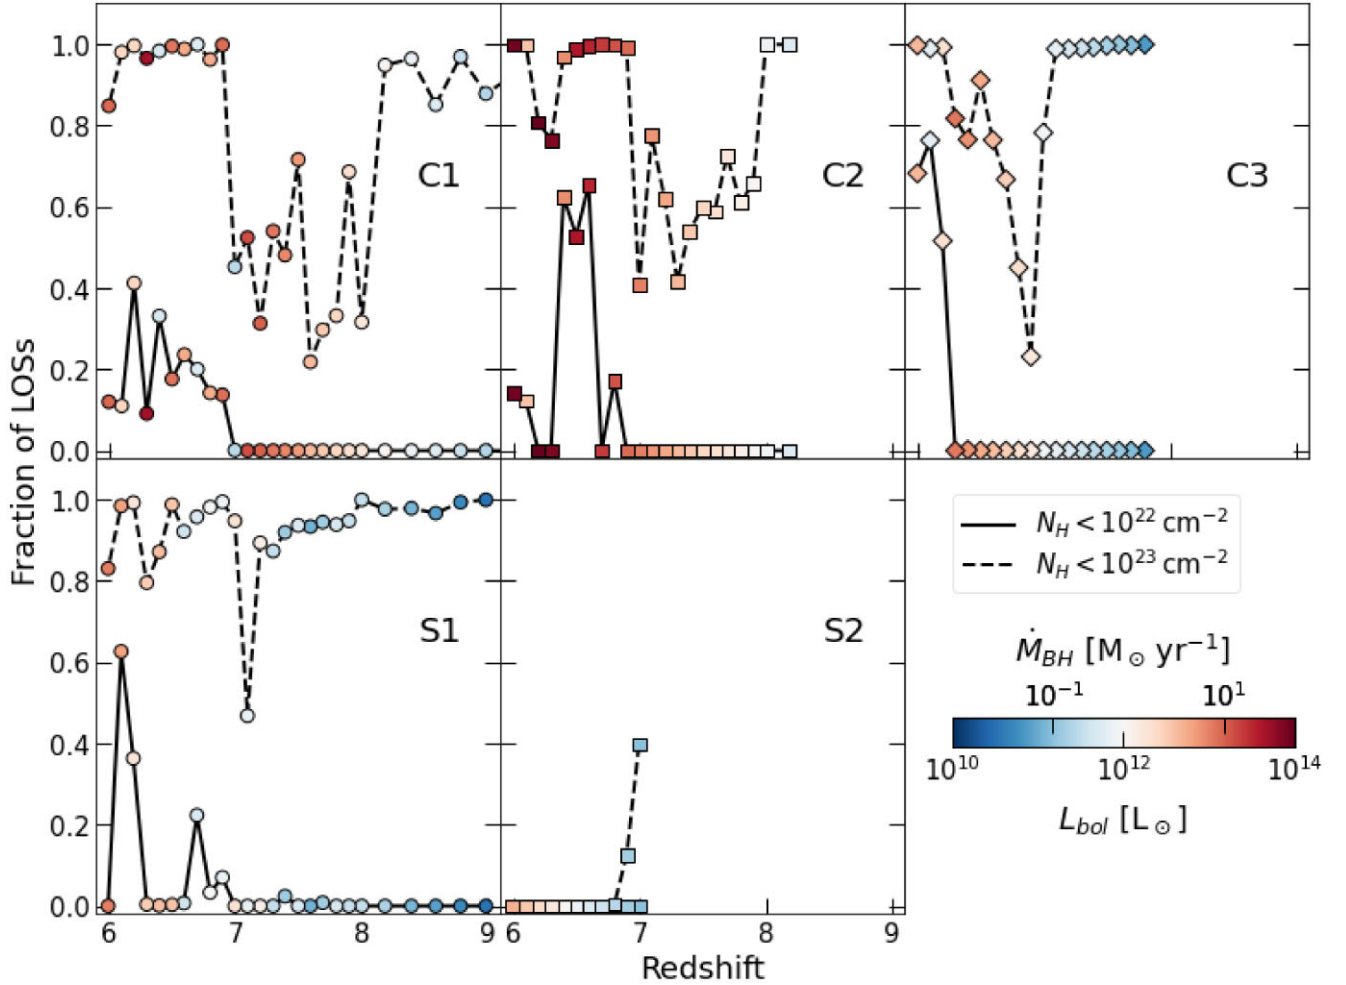 1.0
0.8
0.6
0.4
0.2
0.0
C1
C2
C3
Fraction of LOSs
1.0
0.8
0.6
0.4
0.2
0.0
S1
S2
6 7 8 9
6 7 8 9
Redshift
N_H < 10^22 cm^−2
N_H < 10^23 cm^−2
Ṁ_BH [M⊙ yr^−1]
10^−1 10^1
10^10 10^12 10^14
L_bol [L⊙]